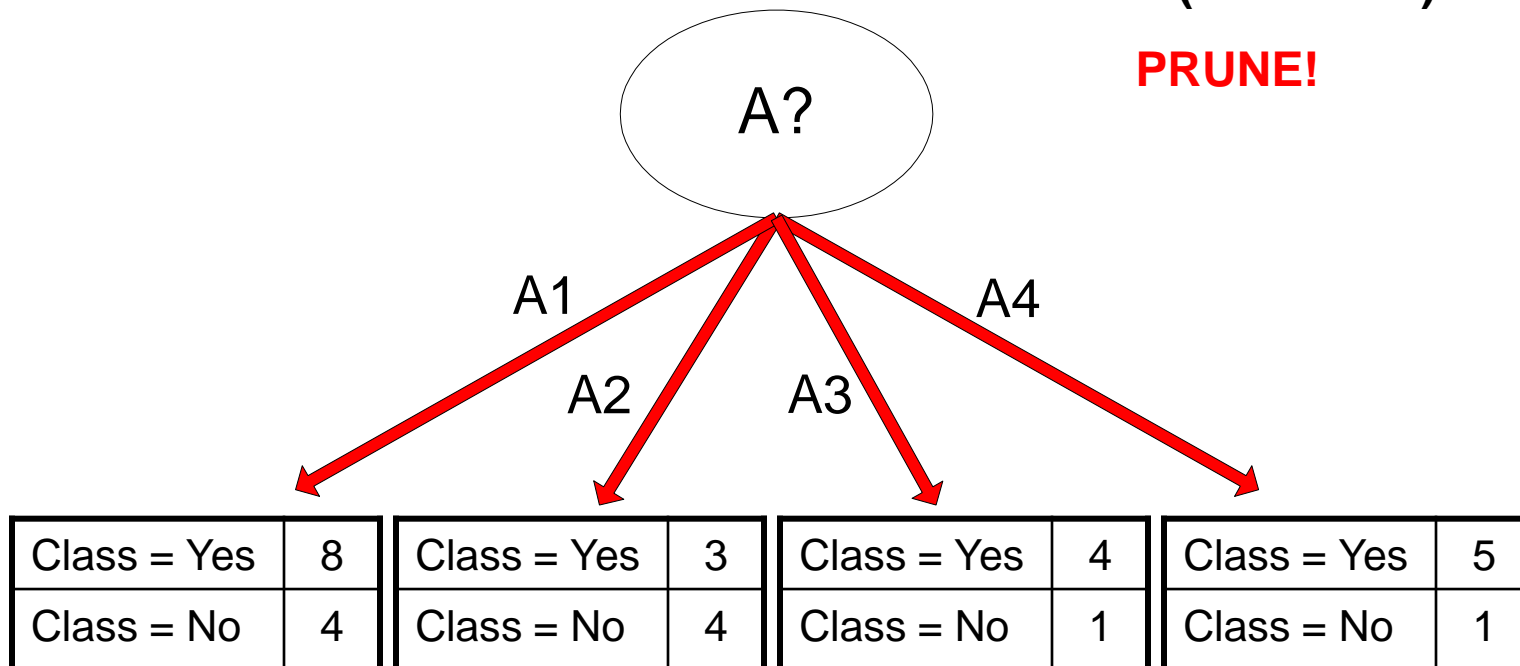 PRUNE!
A?
A1
A4
A2
A3
Class = Yes 8 Class = Yes 3 Class = Yes 4 Class = Yes 5
Class = No 4 Class = No 4 Class = No 1 Class = No 1